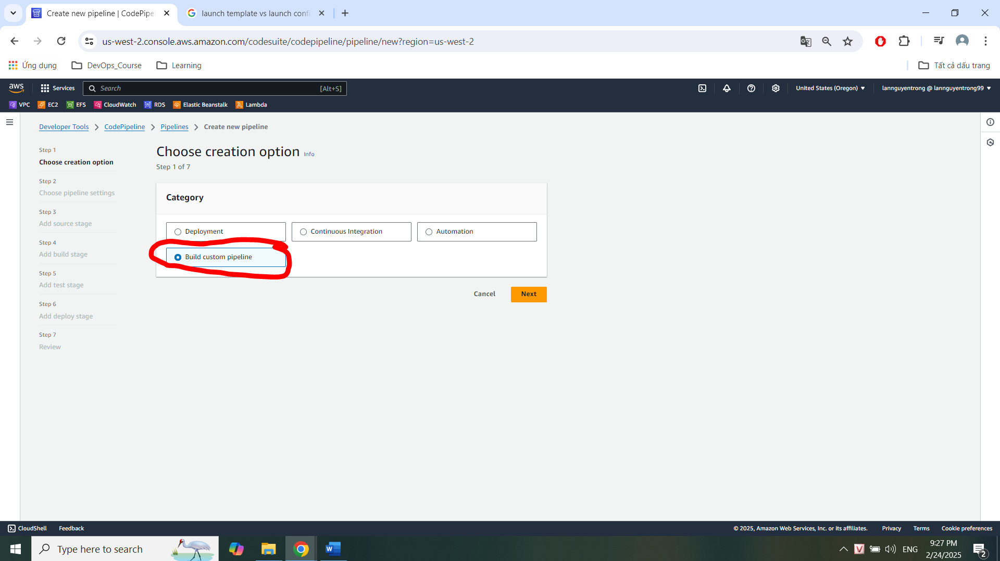 Create new pipeline | CodePipe
launch template vs launch conf
us-west-2.console.aws.amazon.com/codesuite/codepipeline/pipeline/new?region=us-west-2
Ứng dụng
DevOps_Course
Learning
Tất cả dấu trang
aws
Services
Search
[Alt+S]
United States (Oregon)
lannguyentrong @ lannguyentrong99
VPC
EC2
EFS
CloudWatch
RDS
Elastic Beanstalk
Lambda
Developer Tools
CodePipeline
Pipelines
Create new pipeline
Step 1
Choose creation option
Step 2
Choose pipeline settings
Step 3
Add source stage
Step 4
Add build stage
Step 5
Add test stage
Step 6
Add deploy stage
Step 7
Review
Choose creation option Info
Step 1 of 7
Category
Deployment
Continuous Integration
Automation
Build custom pipeline
Cancel
Next
CloudShell
Feedback
© 2025, Amazon Web Services, Inc. or its affiliates.
Privacy
Terms
Cookie preferences
Type here to search
ENG
9:27 PM
2/24/2025
2